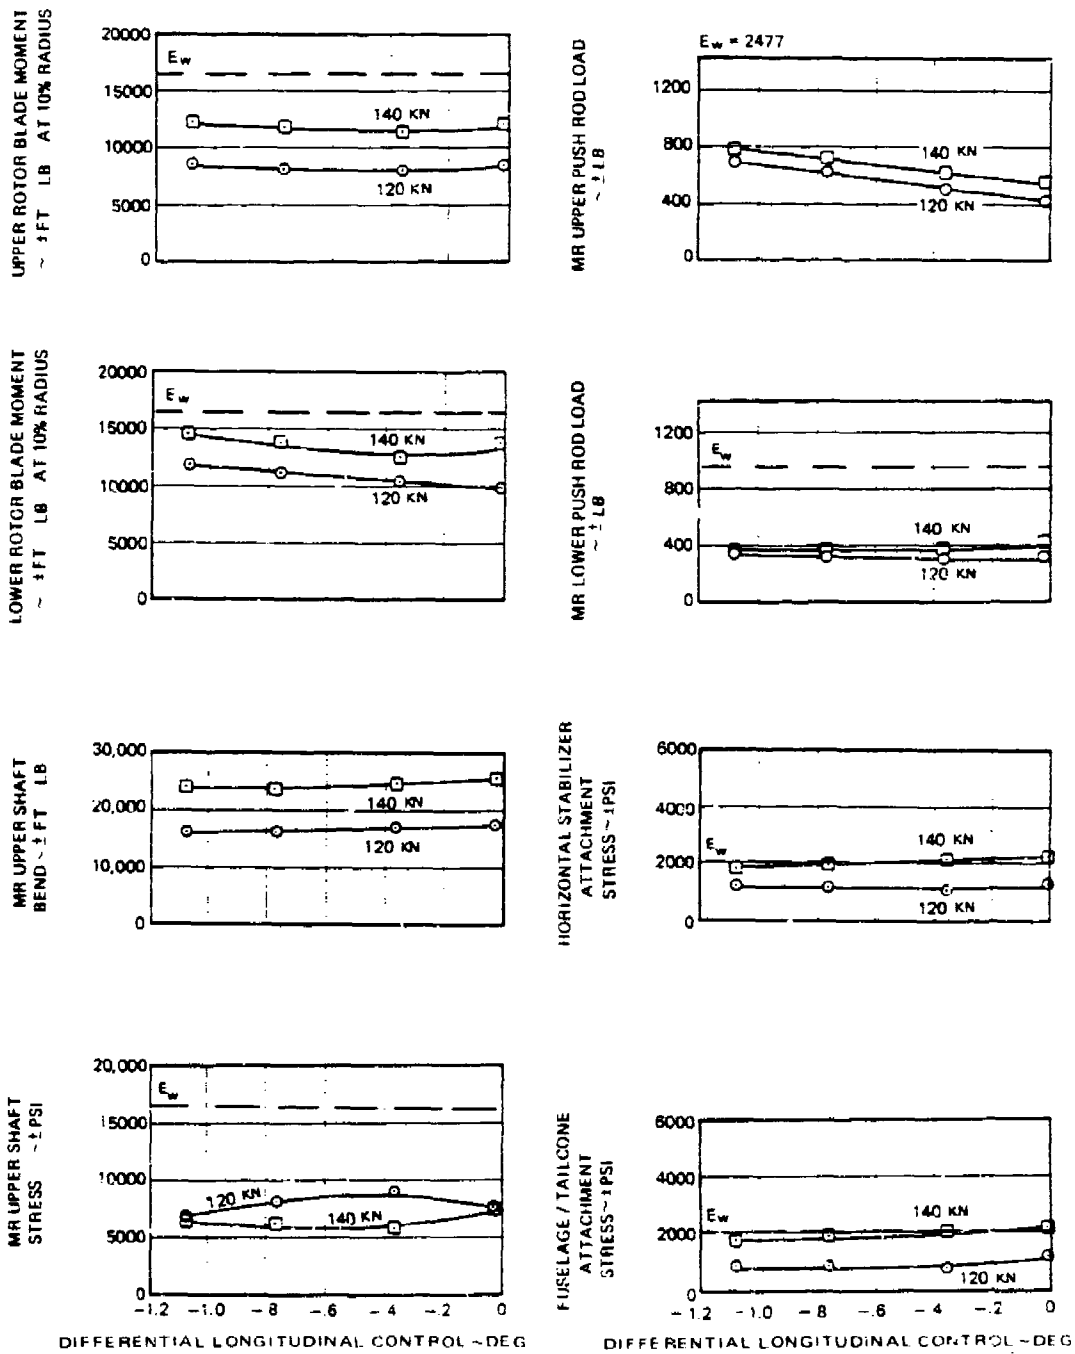 UPPER ROTOR BLADE MOMENT
~ ±FT LB AT 10% RADIUS
20000
15000
10000
5000
0
Ew
140 KN
120 KN
MR UPPER PUSH ROD LOAD
~ ±LB
Ew = 2477
1200
800
400
0
140 KN
120 KN
LOWER ROTOR BLADE MOMENT
~ ±FT LB AT 10% RADIUS
20000
15000
10000
5000
0
Ew
140 KN
120 KN
MR LOWER PUSH ROD LOAD
~ ±LB
1200
800
400
0
Ew
140 KN
120 KN
MR UPPER SHAFT
BEND ~ ±FT LB
30,000
20,000
10,000
0
140 KN
120 KN
HORIZONTAL STABILIZER
ATTACHMENT
STRESS ~ ±PSI
6000
4000
2000
0
Ew
140 KN
120 KN
MR UPPER SHAFT
STRESS ~ ±PSI
20,000
15000
10000
5000
0
Ew
120 KN
140 KN
-1.2 -1.0 -.8 -.6 -.4 -.2 0
DIFFERENTIAL LONGITUDINAL CONTROL ~DEG
FUSELAGE / TAILCONE
ATTACHMENT
STRESS ~ ±PSI
6000
4000
2000
0
Ew
140 KN
120 KN
-1.2 -1.0 -.8 -.6 -.4 -.2 0
DIFFERENTIAL LONGITUDINAL CONTROL ~DEG